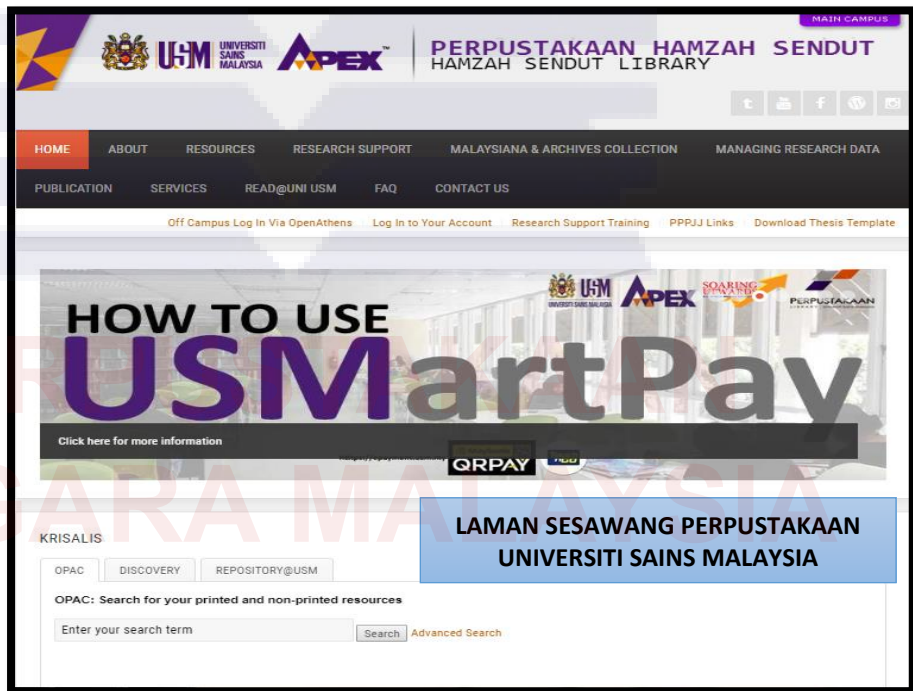 MAIN CAMPUS
USM UNIVERSITI
SAINS
MALAYSIA
APEX™
PERPUSTAKAAN HAMZAH SENDUT
HAMZAH SENDUT LIBRARY
HOME ABOUT RESOURCES RESEARCH SUPPORT MALAYSIANA & ARCHIVES COLLECTION MANAGING RESEARCH DATA
PUBLICATION SERVICES READ@UNI USM FAQ CONTACT US
Off Campus Log In Via OpenAthens Log In to Your Account Research Support Training PPPJJ Links Download Thesis Template
USM APEX SOARING UPWARD PERPUSTAKAAN
UNIVERSITI SAINS MALAYSIA
HOW TO USE
USMartPay
Click here for more information
QRPAY
GARA MALAYSIA
LAMAN SESAWANG PERPUSTAKAAN
UNIVERSITI SAINS MALAYSIA
KRISALIS
OPAC DISCOVERY REPOSITORY@USM
OPAC: Search for your printed and non-printed resources
Enter your search term Search Advanced Search